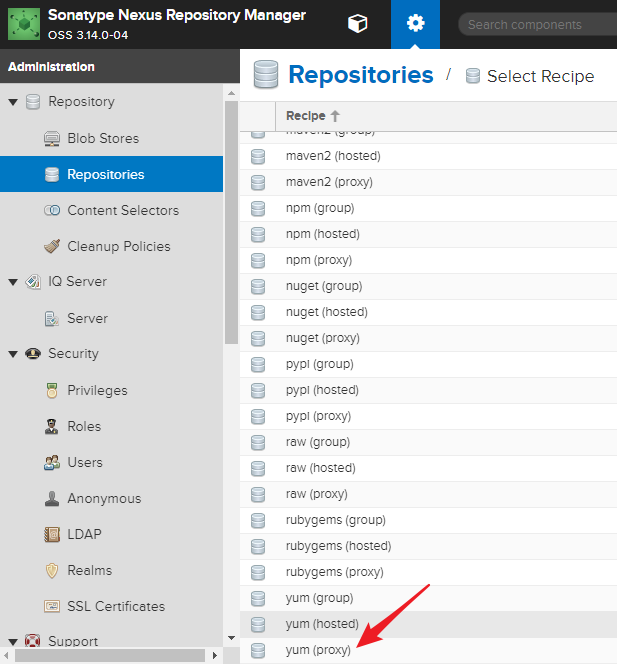 Sonatype Nexus Repository Manager
OSS 3.14.0-04
Search components
Administration
Repository
Blob Stores
Repositories
Content Selectors
Cleanup Policies
IQ Server
Server
Security
Privileges
Roles
Users
Anonymous
LDAP
Realms
SSL Certificates
Support
Repositories / Select Recipe
Recipe
maven2 (group)
maven2 (hosted)
maven2 (proxy)
npm (group)
npm (hosted)
npm (proxy)
nuget (group)
nuget (hosted)
nuget (proxy)
pypi (group)
pypi (hosted)
pypi (proxy)
raw (group)
raw (hosted)
raw (proxy)
rubygems (group)
rubygems (hosted)
rubygems (proxy)
yum (group)
yum (hosted)
yum (proxy)